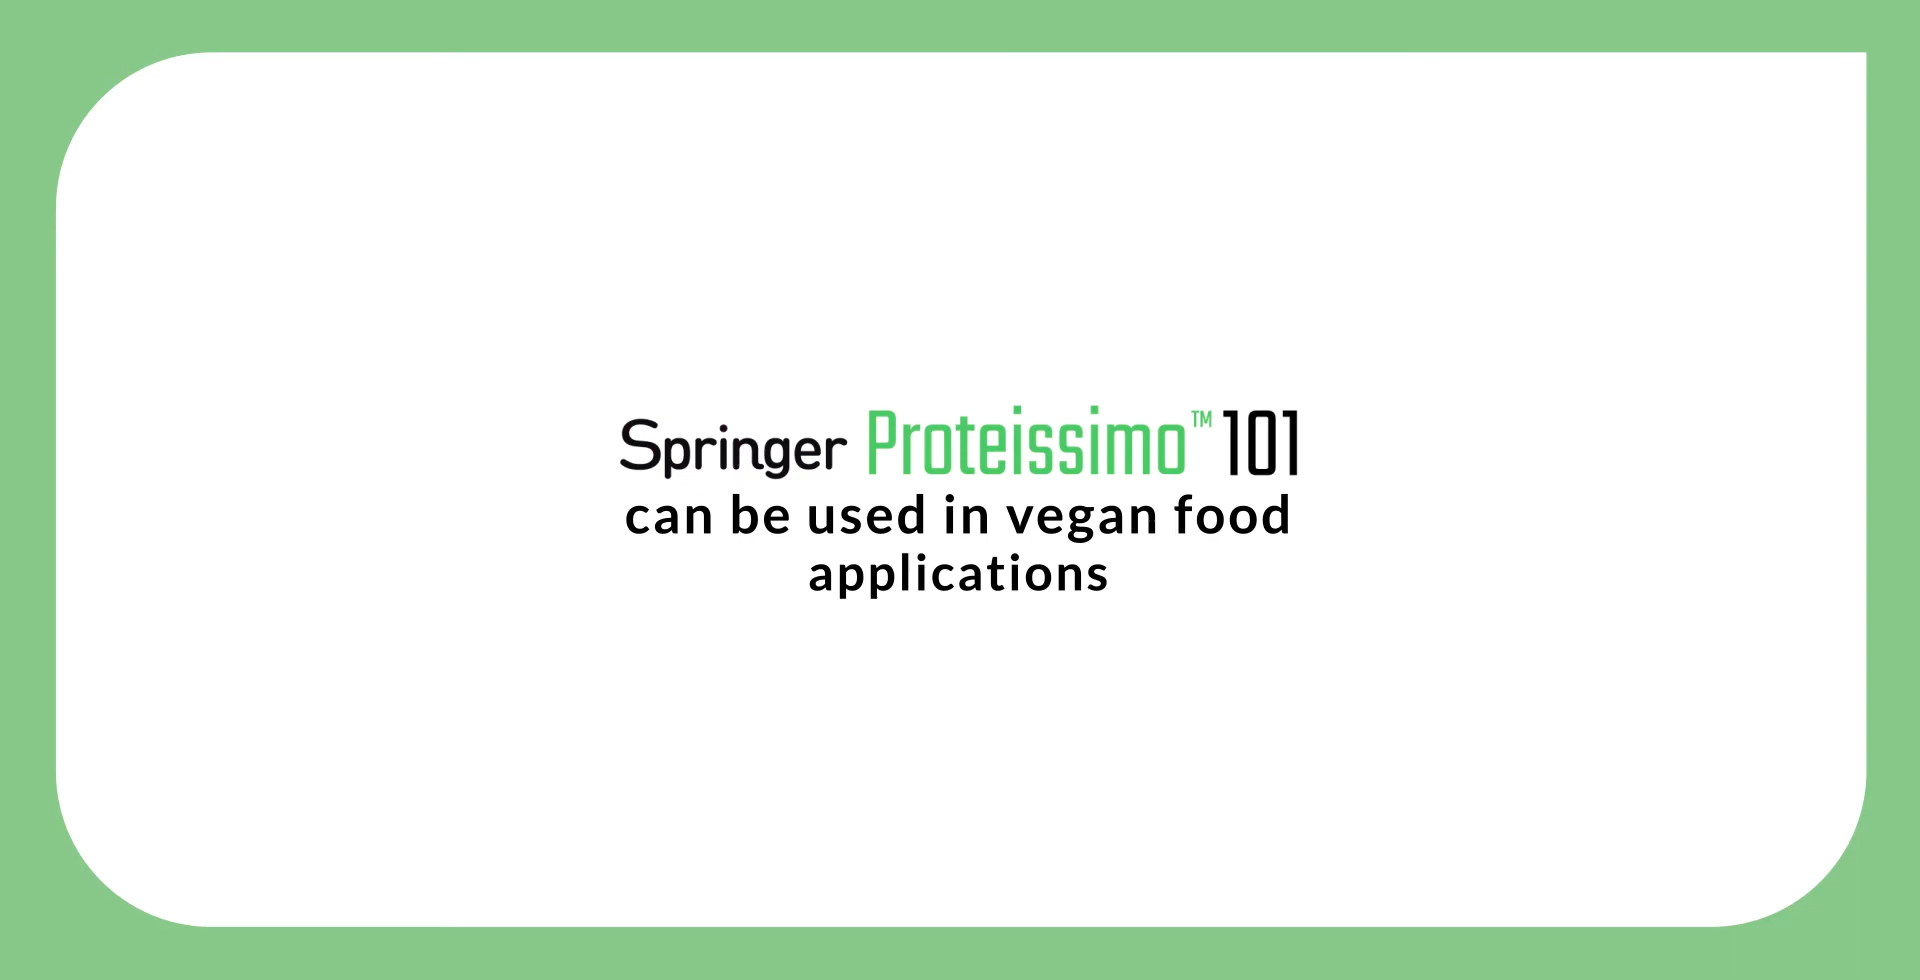 Springer Proteissimo™ 101
can be used in vegan food
applications